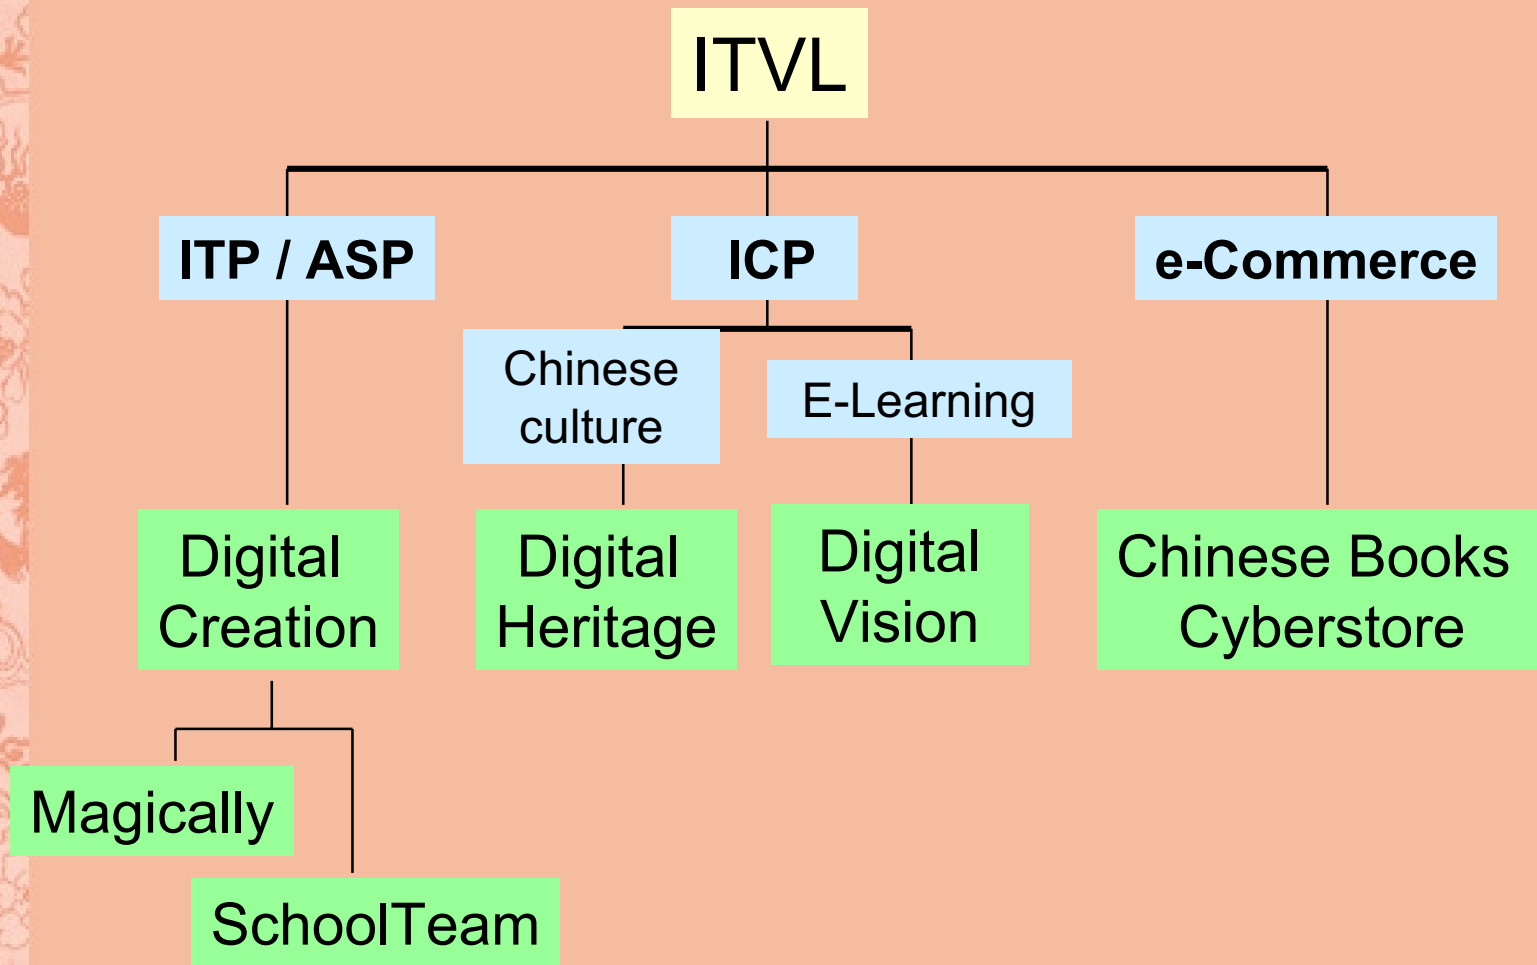 ITVL
ITP / ASP
ICP
e-Commerce
Chinese
culture
E-Learning
Digital
Creation
Digital
Heritage
Digital
Vision
Chinese Books
Cyberstore
Magically
SchoolTeam